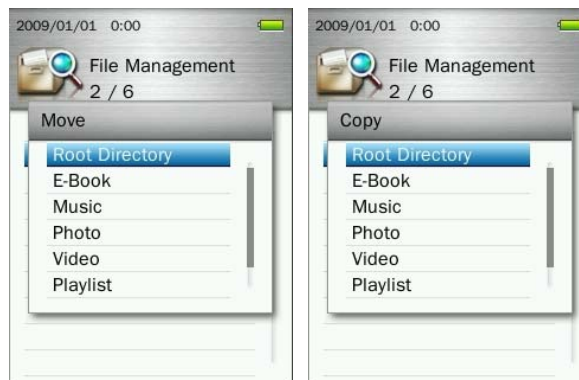 2009/01/01 0:00
File Management
2 / 6
Move
Root Directory
E-Book
Music
Photo
Video
Playlist
2009/01/01 0:00
File Management
2 / 6
Copy
Root Directory
E-Book
Music
Photo
Video
Playlist